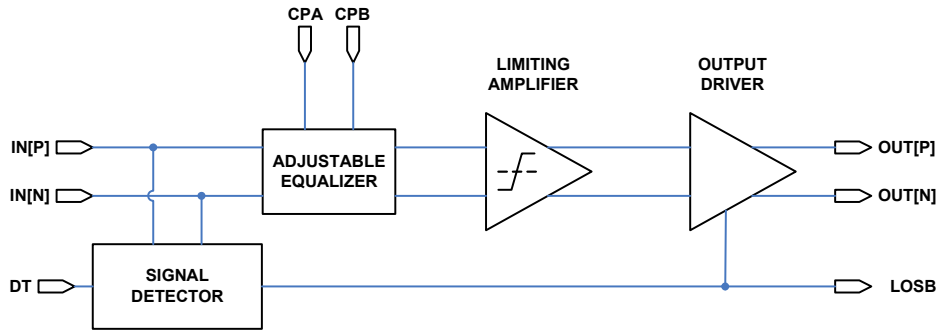 CPA CPB
LIMITING
AMPLIFIER
OUTPUT
DRIVER
IN[P]
ADJUSTABLE
EQUALIZER
OUT[P]
IN[N]
OUT[N]
DT
SIGNAL
DETECTOR
LOSB